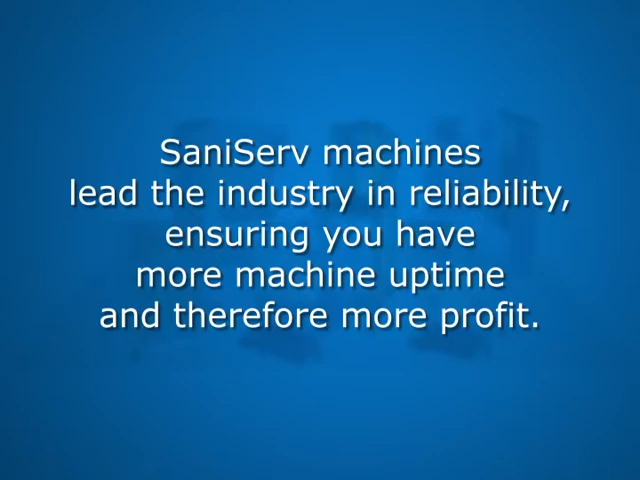 SaniServ machines
lead the industry in reliability,
ensuring you have
more machine uptime
and therefore more profit.